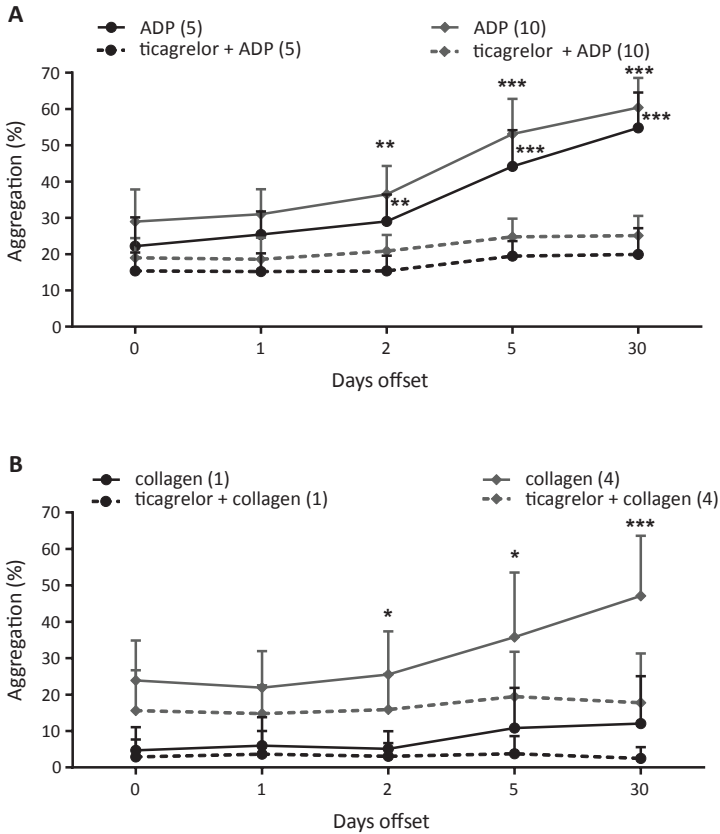 A
ADP (5)
ADP (10)
ticagrelor + ADP (5)
ticagrelor + ADP (10)
70
60
50
40
30
20
10
0
Aggregation (%)
**
**
***
***
***
***
0 1 2 5 30
Days offset
B
collagen (1)
collagen (4)
ticagrelor + collagen (1)
ticagrelor + collagen (4)
70
60
50
40
30
20
10
0
Aggregation (%)
*
*
***
0 1 2 5 30
Days offset